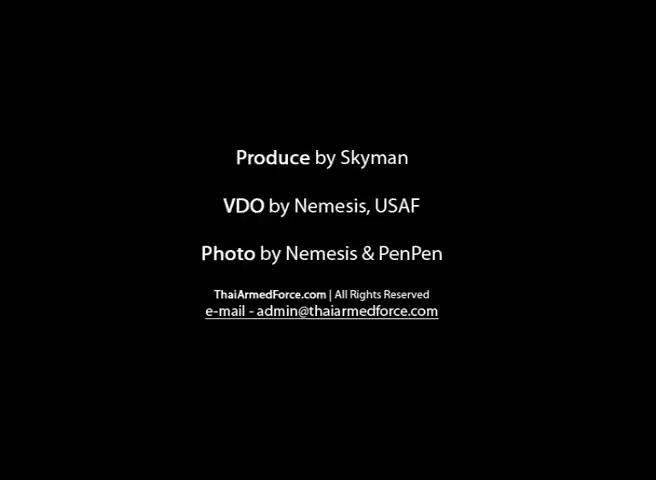 Produce by Skyman
VDO by Nemesis, USAF
Photo by Nemesis & PenPen
ThaiArmedForce.com | All Rights Reserved
e-mail - admin@thaiarmedforce.com